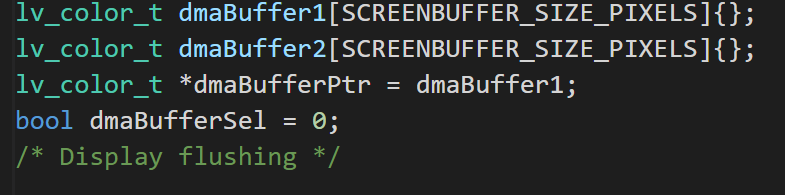 lv_color_t dmaBuffer1[SCREENBUFFER_SIZE_PIXELS]{};
lv_color_t dmaBuffer2[SCREENBUFFER_SIZE_PIXELS]{};
lv_color_t *dmaBufferPtr = dmaBuffer1;
bool dmaBufferSel = 0;
/* Display flushing */